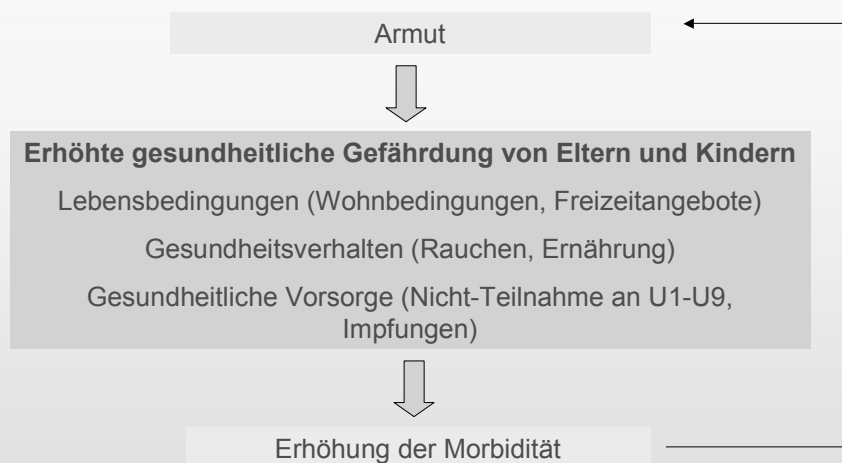 Armut
Erhöhte gesundheitliche Gefährdung von Eltern und Kindern
Lebensbedingungen (Wohnbedingungen, Freizeitangebote)
Gesundheitsverhalten (Rauchen, Ernährung)
Gesundheitliche Vorsorge (Nicht-Teilnahme an U1-U9,
Impfungen)
Erhöhung der Morbidität